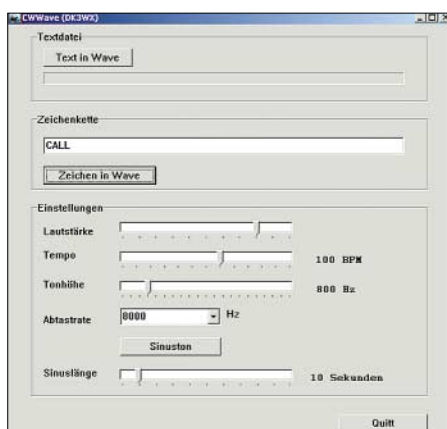 CWWave (DK3WX)
Textdatei
Text in Wave
Zeichenkette
CALL
Zeichen in Wave
Einstellungen
Lautstärke
Tempo 100 BPM
Tonhöhe 800 Hz
Abtastrate 8000 Hz
Sinuston
Sinuslänge 10 Sekunden
Quitt